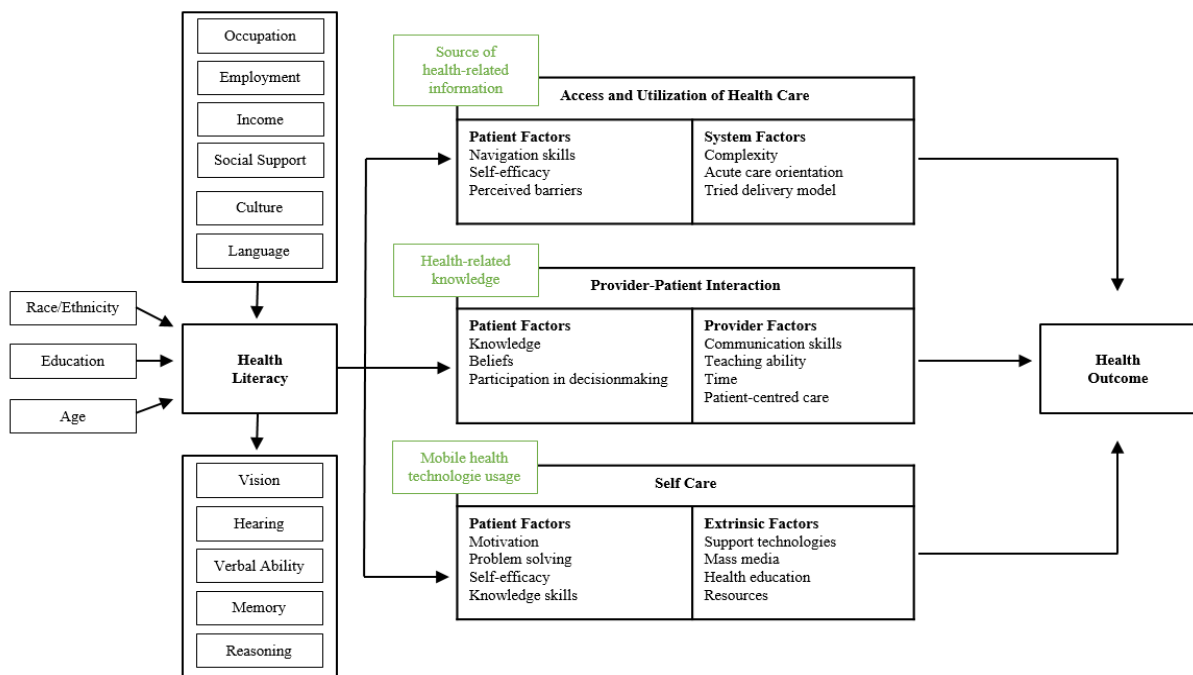 Occupation
Employment
Income
Social Support
Culture
Language
Race/Ethnicity
Education
Age
Health
Literacy
Vision
Hearing
Verbal Ability
Memory
Reasoning
Source of
health-related
information
Access and Utilization of Health Care
Patient Factors
Navigation skills
Self-efficacy
Perceived barriers
System Factors
Complexity
Acute care orientation
Tried delivery model
Health-related
knowledge
Provider-Patient Interaction
Patient Factors
Knowledge
Beliefs
Participation in decisionmaking
Provider Factors
Communication skills
Teaching ability
Time
Patient-centred care
Mobile health
technologie usage
Self Care
Patient Factors
Motivation
Problem solving
Self-efficacy
Knowledge skills
Extrinsic Factors
Support technologies
Mass media
Health education
Resources
Health
Outcome